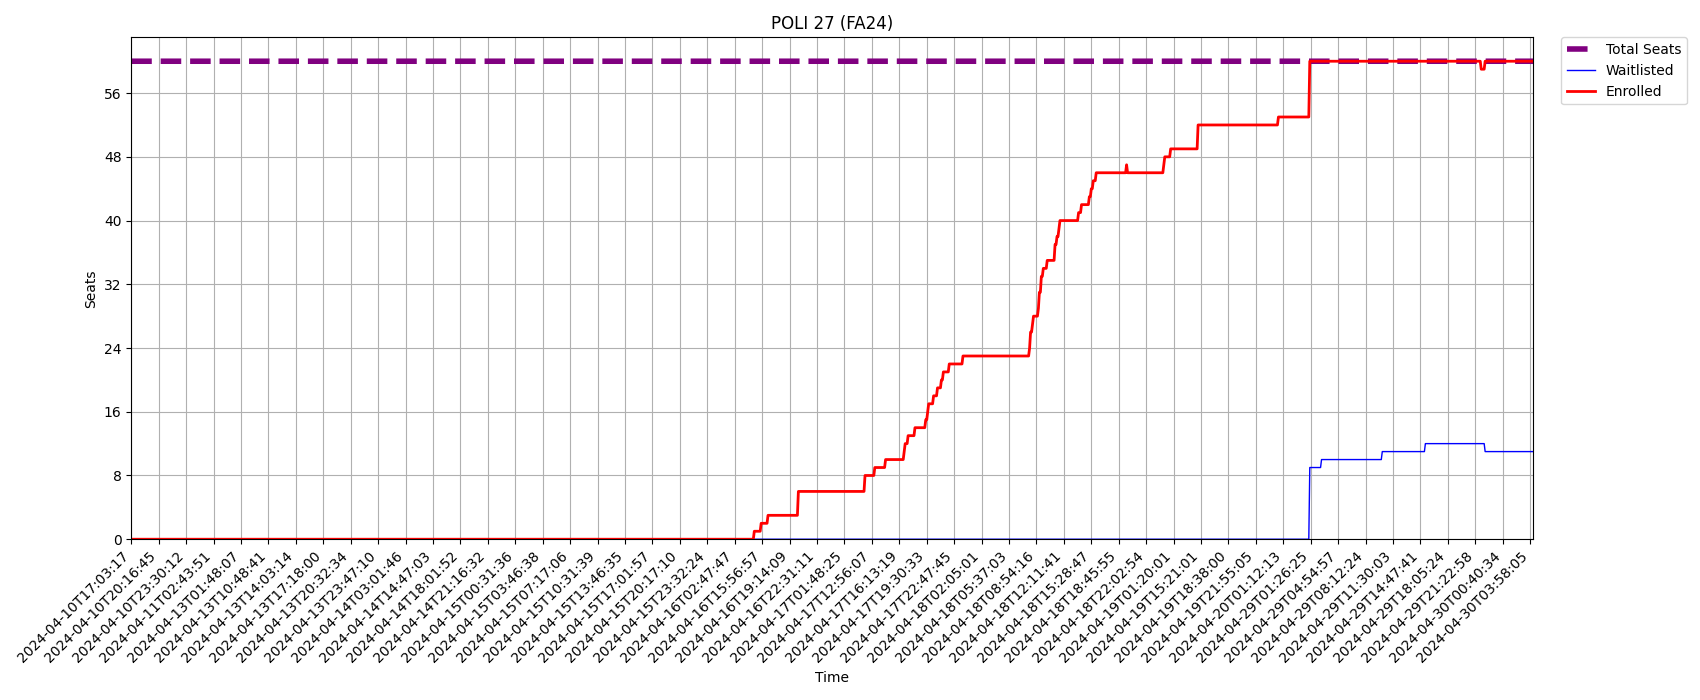 POLI 27 (FA24)
Total Seats
Waitlisted
Enrolled
Seats
56
48
40
32
24
16
8
0
2024-04-10T17:03:17
2024-04-10T20:16:45
2024-04-10T23:30:12
2024-04-11T02:43:51
2024-04-13T01:48:07
2024-04-13T10:48:41
2024-04-13T14:03:14
2024-04-13T17:18:00
2024-04-13T20:32:34
2024-04-13T23:47:10
2024-04-14T03:01:46
2024-04-14T14:47:03
2024-04-14T18:01:52
2024-04-14T21:16:32
2024-04-15T00:31:36
2024-04-15T03:46:38
2024-04-15T07:17:06
2024-04-15T10:31:39
2024-04-15T13:46:35
2024-04-15T17:01:57
2024-04-15T20:17:10
2024-04-15T23:32:24
2024-04-16T02:47:47
2024-04-16T15:56:57
2024-04-16T19:14:09
2024-04-16T22:31:11
2024-04-17T01:48:25
2024-04-17T12:56:07
2024-04-17T16:13:19
2024-04-17T19:30:33
2024-04-17T22:47:45
2024-04-18T02:05:01
2024-04-18T05:37:03
2024-04-18T08:54:16
2024-04-18T12:11:41
2024-04-18T15:28:47
2024-04-18T18:45:55
2024-04-18T22:02:54
2024-04-19T01:20:01
2024-04-19T15:21:01
2024-04-19T18:38:00
2024-04-19T21:55:05
2024-04-20T01:12:13
2024-04-29T01:26:25
2024-04-29T04:54:57
2024-04-29T08:12:24
2024-04-29T11:30:03
2024-04-29T14:47:41
2024-04-29T18:05:24
2024-04-29T21:22:58
2024-04-30T00:40:34
2024-04-30T03:58:05
Time